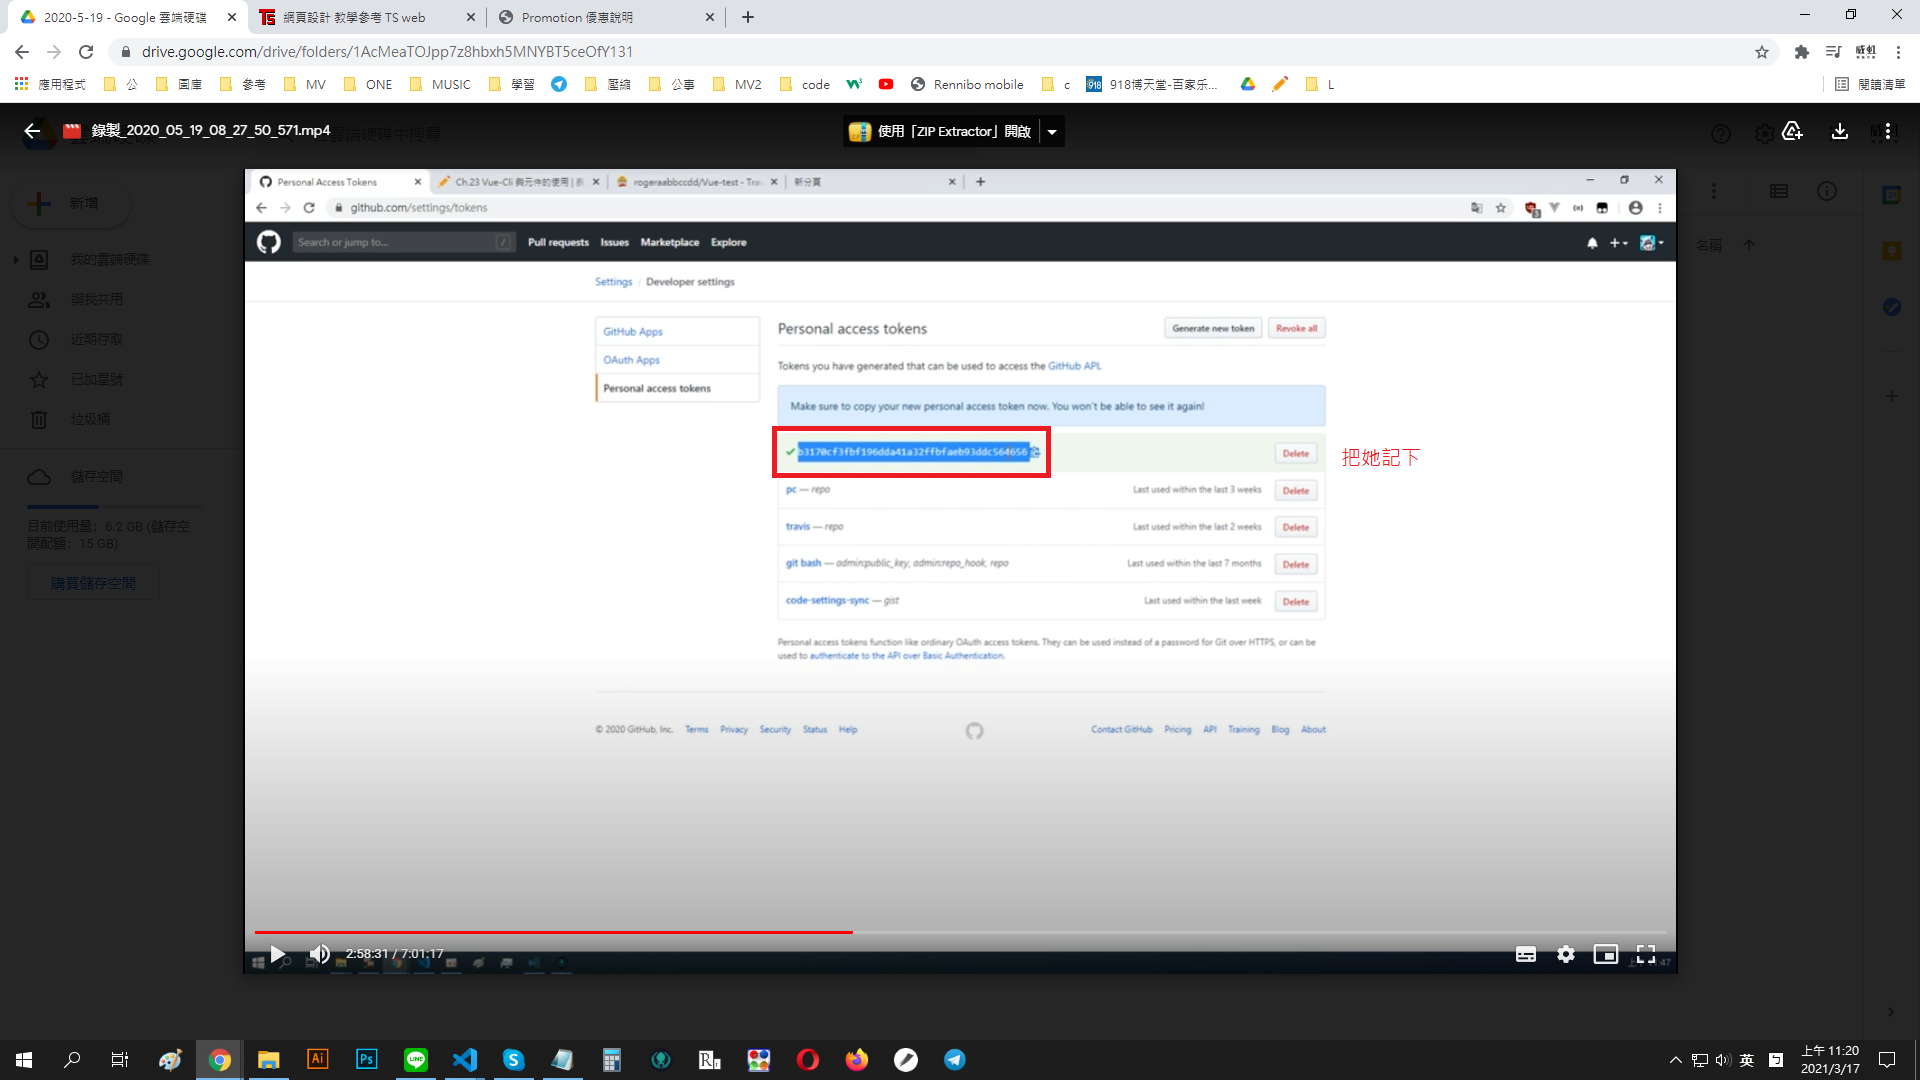 2020-5-19 - Google 雲端硬碟
網頁設計 教學參考 TS web
Promotion 優惠說明
drive.google.com/drive/folders/1AcMeaTOJpp7z8hbxh5MNYBT5ceOfY131
應用程式 公 圖庫 參考 MV ONE MUSIC 學習 壓縮 公事 MV2 code Rennibo mobile c 918博天堂-百家乐... L 閱讀清單
錄製_2020_05_19_08_27_50_571.mp4
使用「ZIP Extractor」開啟
新增
我的雲端硬碟
與我共用
近期存取
已加星號
垃圾桶
儲存空間
目前使用量：6.2 GB (儲存空
間配額：15 GB)
購買儲存空間
名稱
Personal Access Tokens
rogeraabbccdd/Vue-test - Tra
新分頁
github.com/settings/tokens
Search or jump to... /
Pull requests Issues Marketplace Explore
Settings / Developer settings
GitHub Apps
OAuth Apps
Personal access tokens
Personal access tokens
Generate new token Revoke all
Tokens you have generated that can be used to access the GitHub API.
Make sure to copy your new personal access token now. You won't be able to see it again!
b3170cf3fbf196dda41a32ffbfaeb93ddc564656 Delete
把她記下
pc — repo Last used within the last 3 weeks Delete
travis — repo Last used within the last 2 weeks Delete
git bash — admin:public_key, admin:repo_hook, repo Last used within the last 7 months Delete
code-settings-sync — gist Last used within the last week Delete
Personal access tokens function like ordinary OAuth access tokens. They can be used instead of a password for Git over HTTPS, or can be
used to authenticate to the API over Basic Authentication.
© 2020 GitHub, Inc. Terms Privacy Security Status Help
Contact GitHub Pricing API Training Blog About
2:58:31 / 7:01:17
英
上午 11:20
2021/3/17